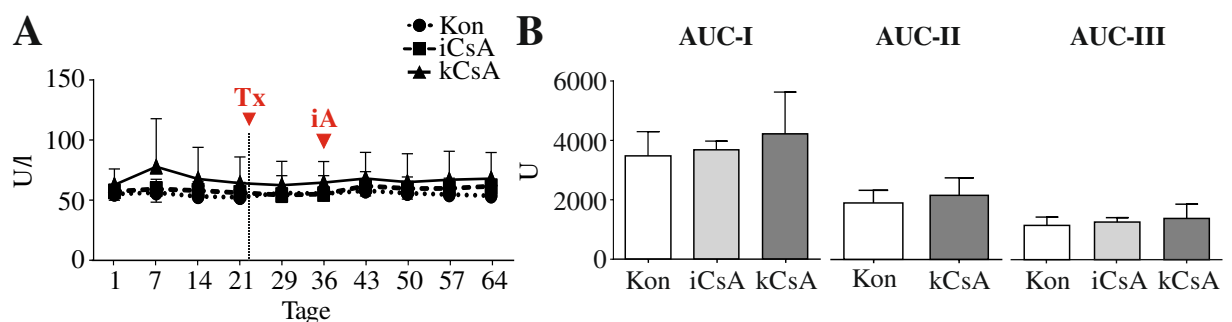 A
Kon
iCsA
kCsA
U/l
150
100
50
0
Tx
iA
1 7 14 21 29 36 43 50 57 64
Tage
B
AUC-I AUC-II AUC-III
U
6000
4000
2000
0
Kon iCsA kCsA Kon kCsA Kon iCsA kCsA